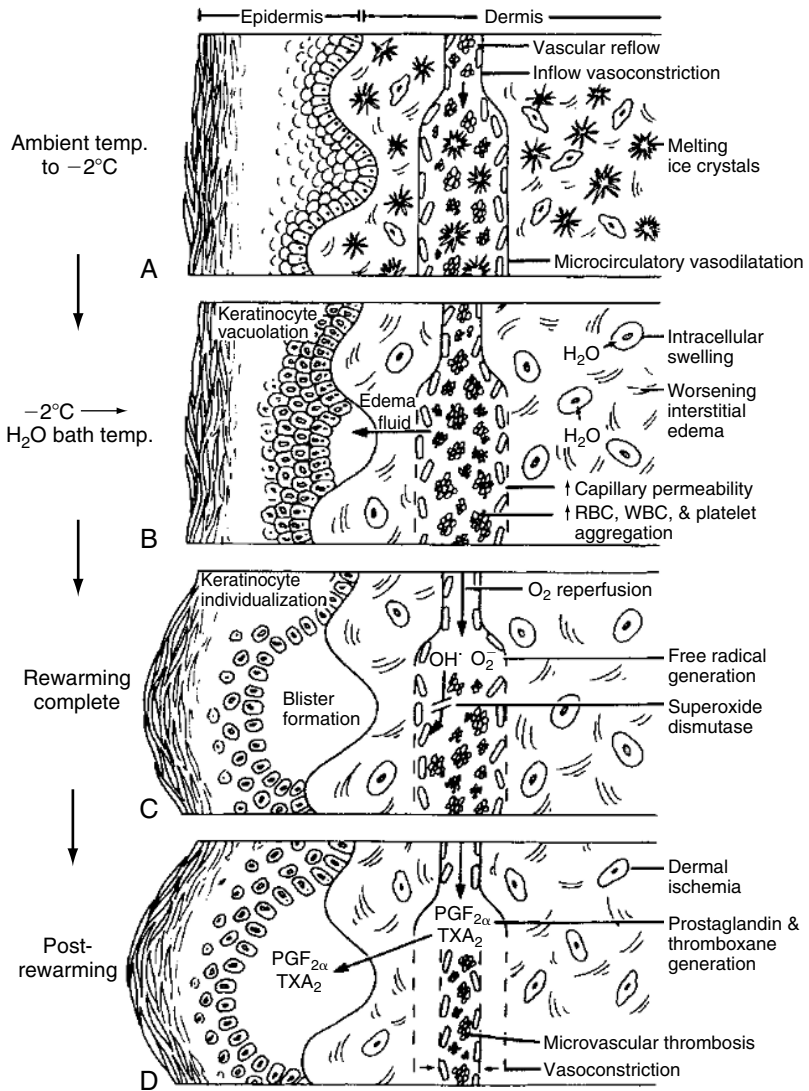 Epidermis
Dermis
Vascular reflow
Inflow vasoconstriction
Ambient temp.
to −2°C
Melting
ice crystals
A
Microcirculatory vasodilatation
Keratinocyte
vacuolation
Intracellular
swelling
H₂O
Edema
fluid
Worsening
interstitial
edema
−2°C ⟶
H₂O bath temp.
H₂O
↑ Capillary permeability
↑ RBC, WBC, & platelet
aggregation
B
Keratinocyte
individualization
O₂ reperfusion
OH· O₂⁻
Free radical
generation
Rewarming
complete
Blister
formation
Superoxide
dismutase
C
Dermal
ischemia
PGF₂α
TXA₂
Prostaglandin &
thromboxane
generation
Post-
rewarming
PGF₂α
TXA₂
Microvascular thrombosis
Vasoconstriction
D